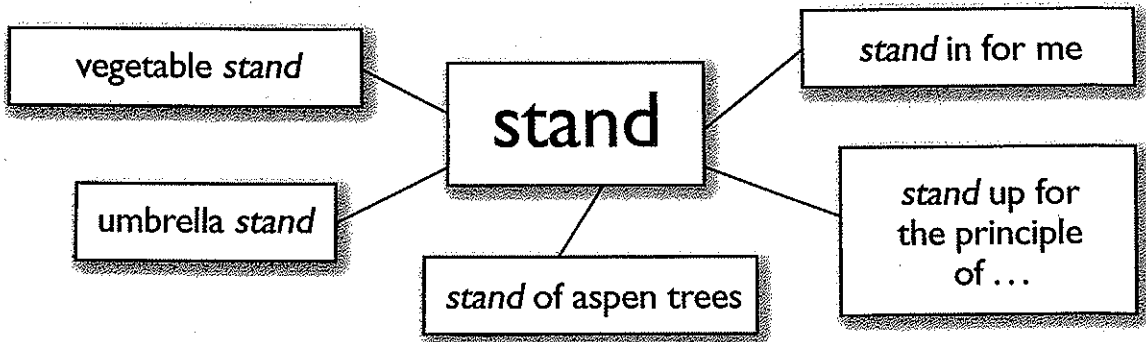 vegetable stand
stand
stand in for me
umbrella stand
stand of aspen trees
stand up for
the principle
of ...